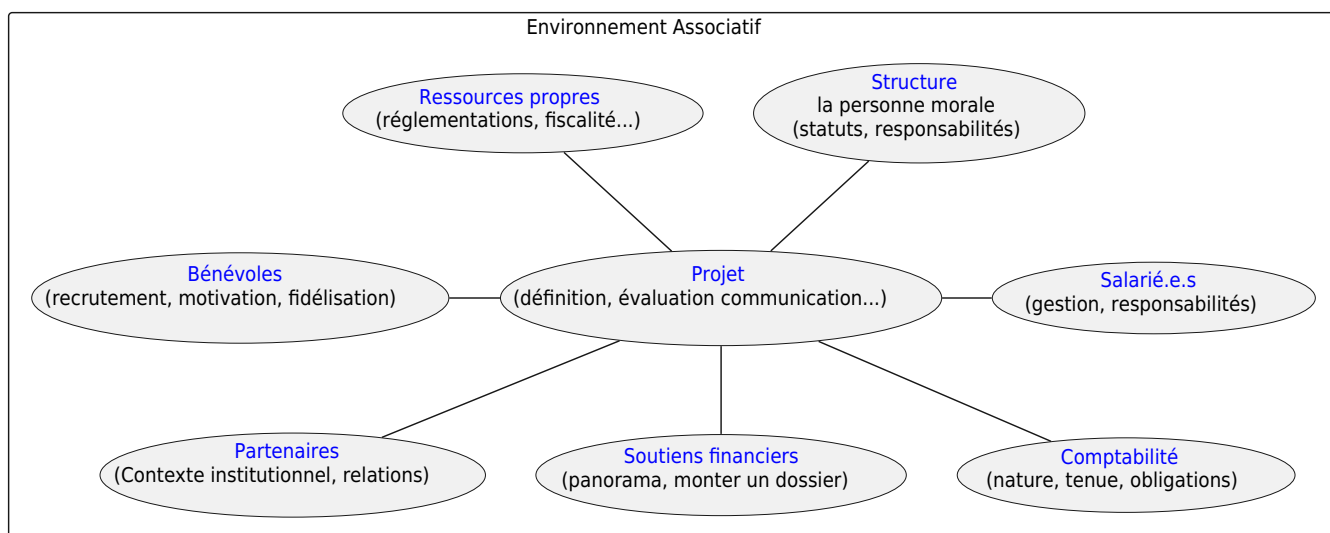 Environnement Associatif
Ressources propres
(réglementations, fiscalité...)
Structure
la personne morale
(statuts, responsabilités)
Bénévoles
(recrutement, motivation, fidélisation)
Projet
(définition, évaluation communication...)
Salarié.e.s
(gestion, responsabilités)
Partenaires
(Contexte institutionnel, relations)
Soutiens financiers
(panorama, monter un dossier)
Comptabilité
(nature, tenue, obligations)